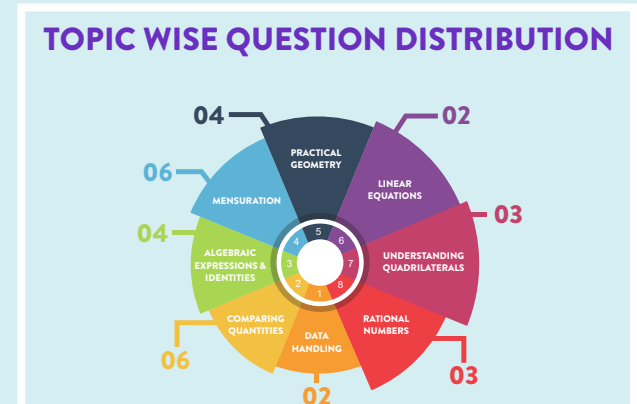 TOPIC WISE QUESTION DISTRIBUTION
04
02
PRACTICAL
GEOMETRY
06
MENSURATION
LINEAR
EQUATIONS
03
04
ALGEBRAIC
EXPRESSIONS &
IDENTITIES
UNDERSTANDING
QUADRILATERALS
5
4
6
3
7
2
8
1
COMPARING
QUANTITIES
RATIONAL
NUMBERS
DATA
HANDLING
06
03
02